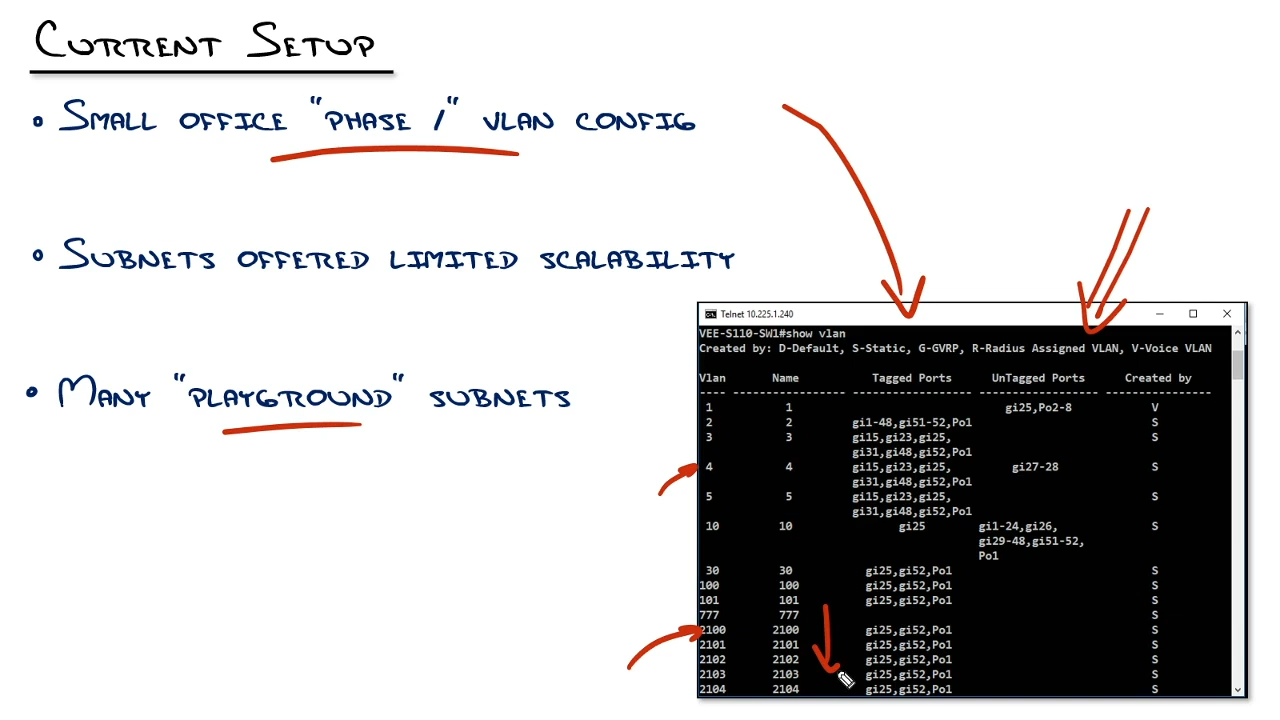 CURRENT SETUP
• SMALL OFFICE "PHASE 1" VLAN CONFIG
• SUBNETS OFFERED LIMITED SCALABILITY
• MANY "PLAYGROUND" SUBNETS
Telnet 10.225.1.240
VEE-S110-SW1#show vlan
Created by: D-Default, S-Static, G-GVRP, R-Radius Assigned VLAN, V-Voice VLAN
Vlan Name Tagged Ports UnTagged Ports Created by
---- ----------------- ------------------ ------------------ ----------------
1 1 gi25,Po2-8 V
2 2 gi1-48,gi51-52,Po1 S
3 3 gi15,gi23,gi25, S
gi31,gi48,gi52,Po1
4 4 gi15,gi23,gi25, gi27-28 S
gi31,gi48,gi52,Po1
5 5 gi15,gi23,gi25, S
gi31,gi48,gi52,Po1
10 10 gi25 gi1-24,gi26, S
gi29-48,gi51-52,
Po1
30 30 gi25,gi52,Po1 S
100 100 gi25,gi52,Po1 S
101 101 gi25,gi52,Po1 S
777 777 S
2100 2100 gi25,gi52,Po1 S
2101 2101 gi25,gi52,Po1 S
2102 2102 gi25,gi52,Po1 S
2103 2103 gi25,gi52,Po1 S
2104 2104 gi25,gi52,Po1 S